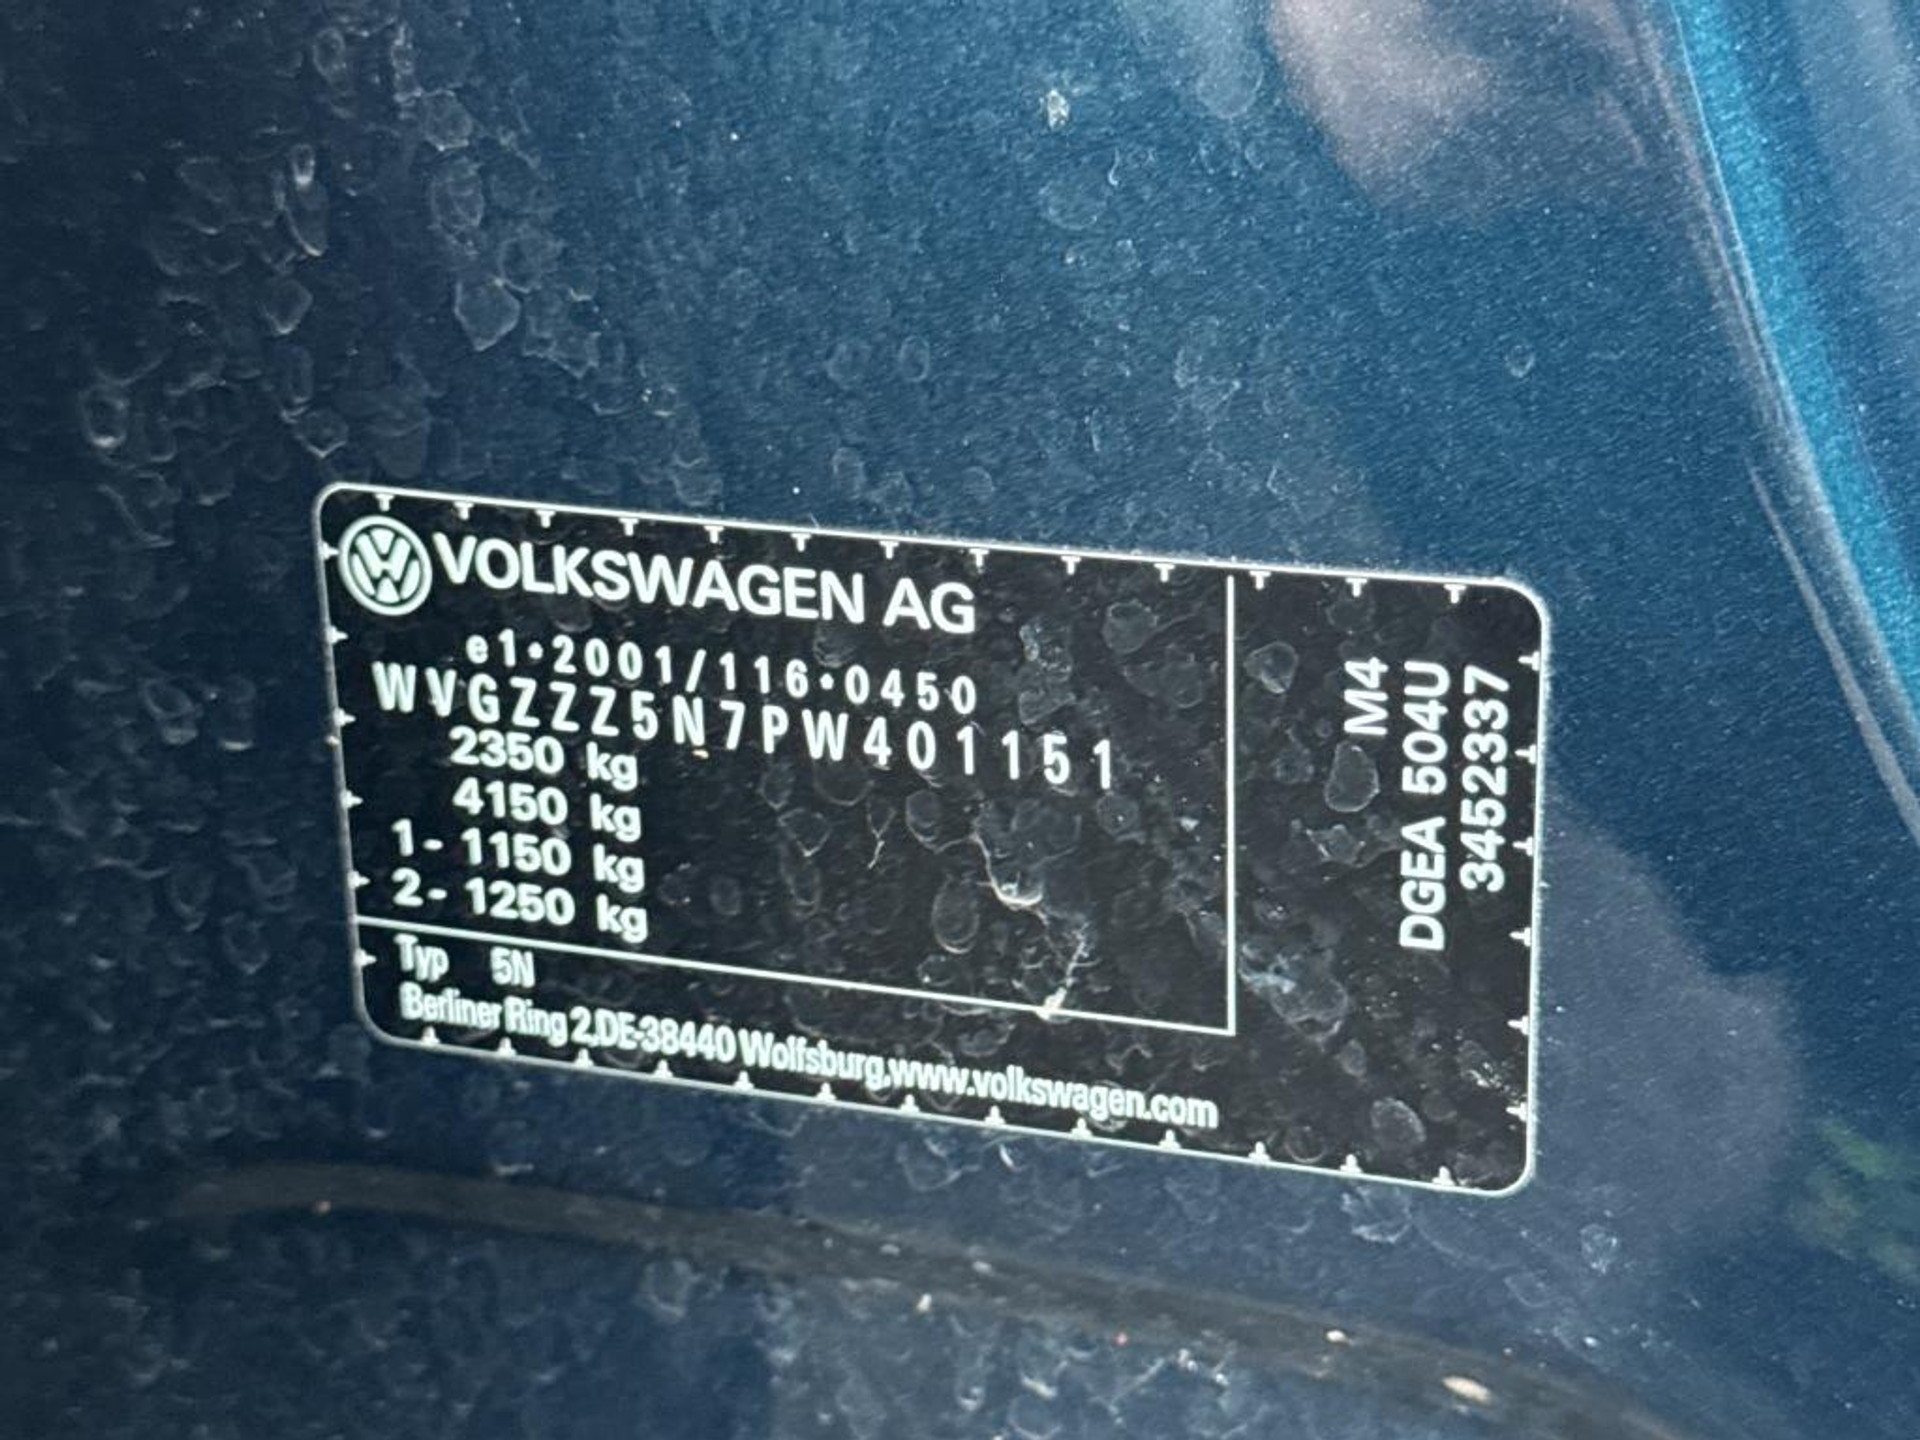 VOLKSWAGEN AG
e1*2001/116*0450
WVGZZZ5N7PW401151
2350 kg
4150 kg
1- 1150 kg
2- 1250 kg
Typ 5N
Berliner Ring 2,DE-38440 Wolfsburg,www.volkswagen.com
M4
DGEA 504U
3452337